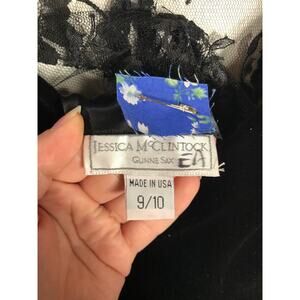 JESSICA McCLINTOCK
GUNNE SAX
EA
MADE IN USA
9/10